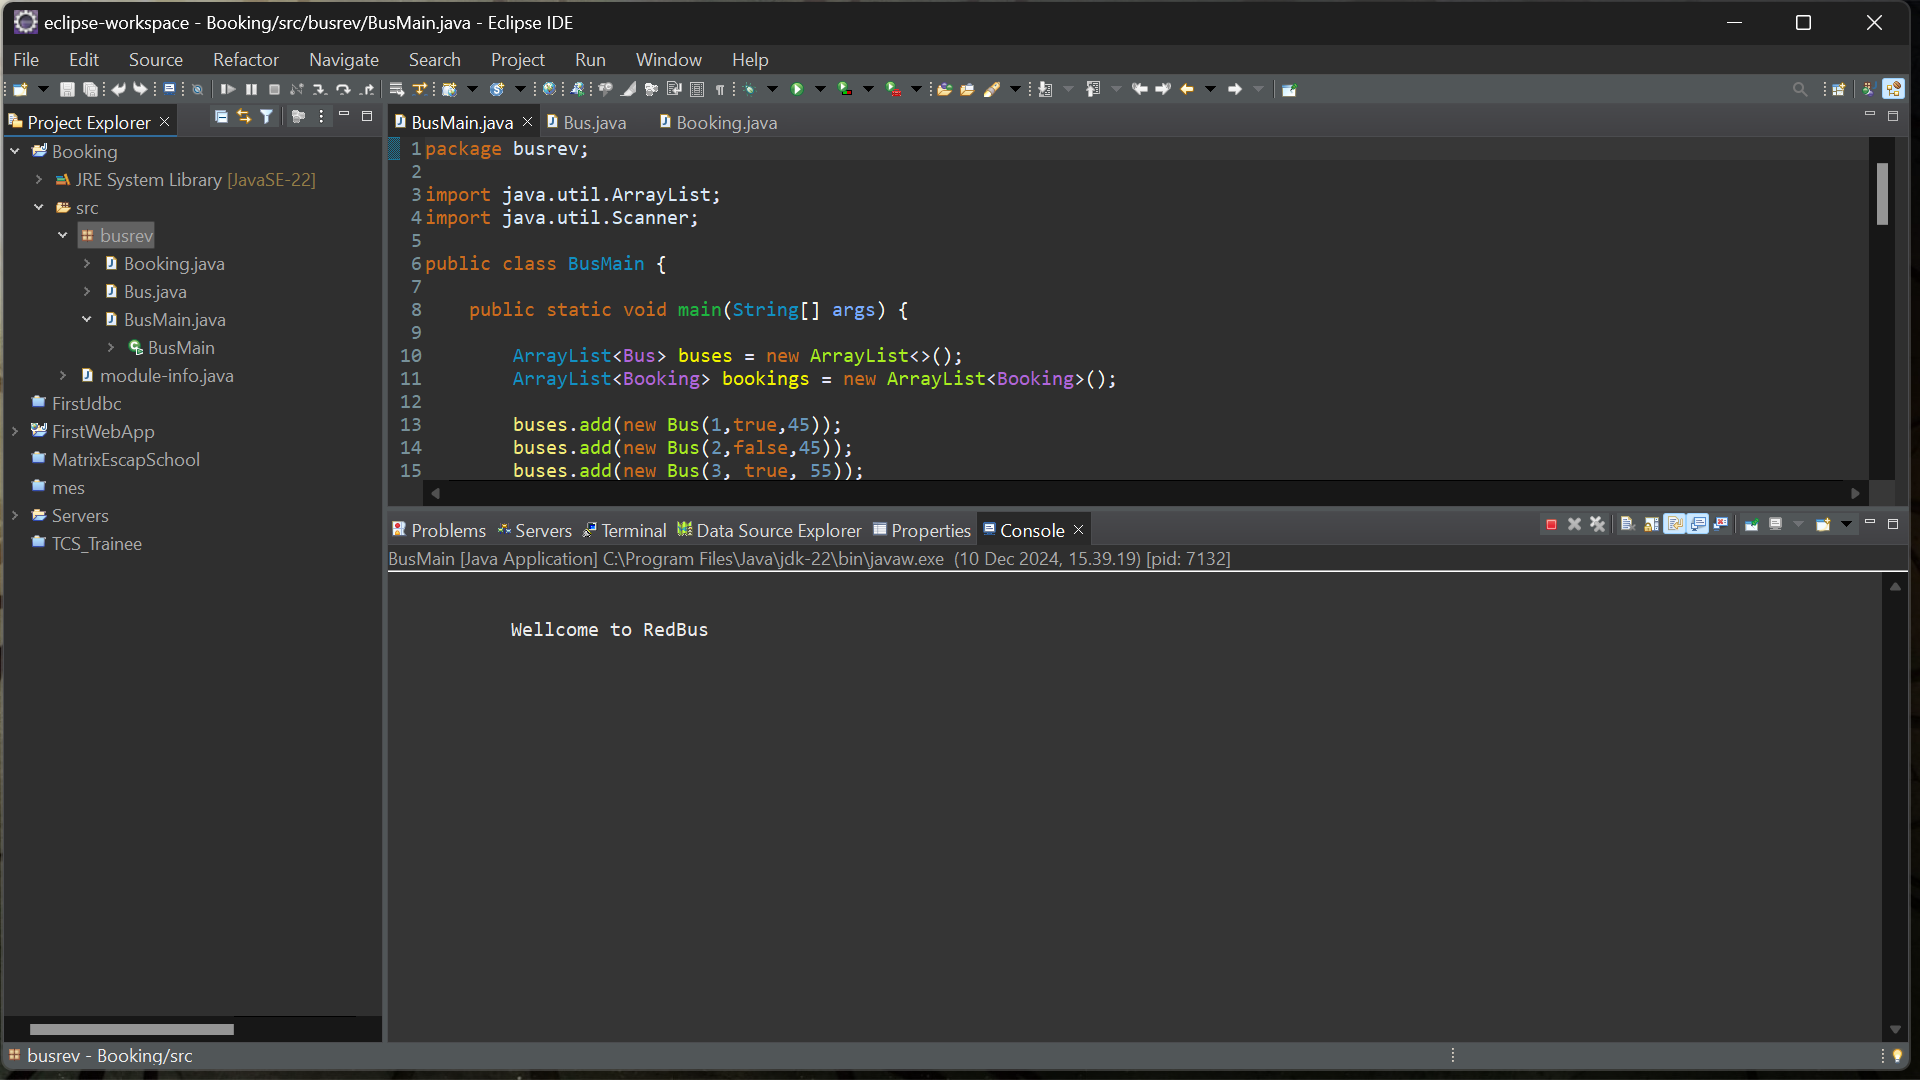 eclipse-workspace - Booking/src/busrev/BusMain.java - Eclipse IDE
File Edit Source Refactor Navigate Search Project Run Window Help
Project Explorer
Booking
JRE System Library [JavaSE-22]
src
busrev
Booking.java
Bus.java
BusMain.java
BusMain
module-info.java
FirstJdbc
FirstWebApp
MatrixEscapSchool
mes
Servers
TCS_Trainee
BusMain.java Bus.java Booking.java
1 package busrev;
2
3 import java.util.ArrayList;
4 import java.util.Scanner;
5
6 public class BusMain {
7
8 public static void main(String[] args) {
9
10 ArrayList<Bus> buses = new ArrayList<>();
11 ArrayList<Booking> bookings = new ArrayList<Booking>();
12
13 buses.add(new Bus(1,true,45));
14 buses.add(new Bus(2,false,45));
15 buses.add(new Bus(3, true, 55));
Problems Servers Terminal Data Source Explorer Properties Console
BusMain [Java Application] C:\Program Files\Java\jdk-22\bin\javaw.exe (10 Dec 2024, 15.39.19) [pid: 7132]
Wellcome to RedBus
busrev - Booking/src